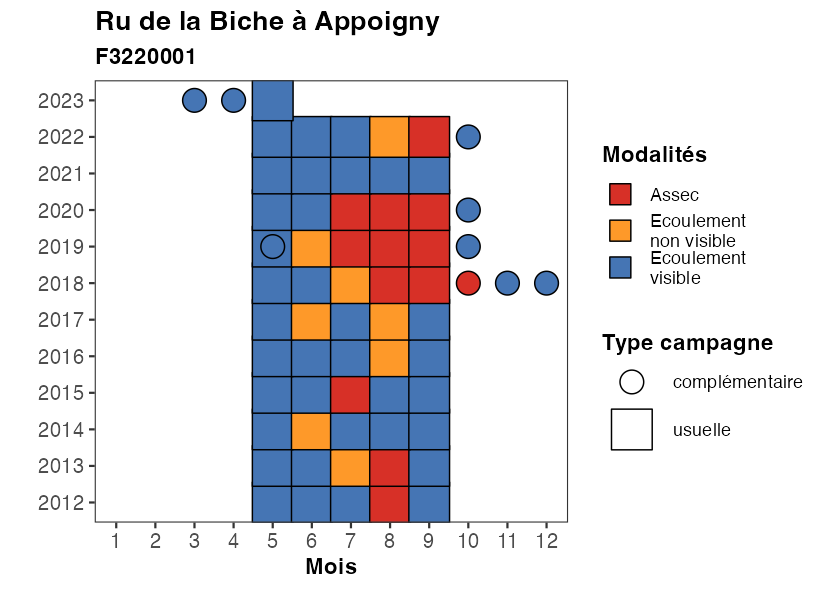 Ru de la Biche à Appoigny
F3220001
2023
2022
2021
2020
2019
2018
2017
2016
2015
2014
2013
2012
1 2 3 4 5 6 7 8 9 10 11 12
Mois
Modalités
Assec
Ecoulement
non visible
Ecoulement
visible
Type campagne
complémentaire
usuelle